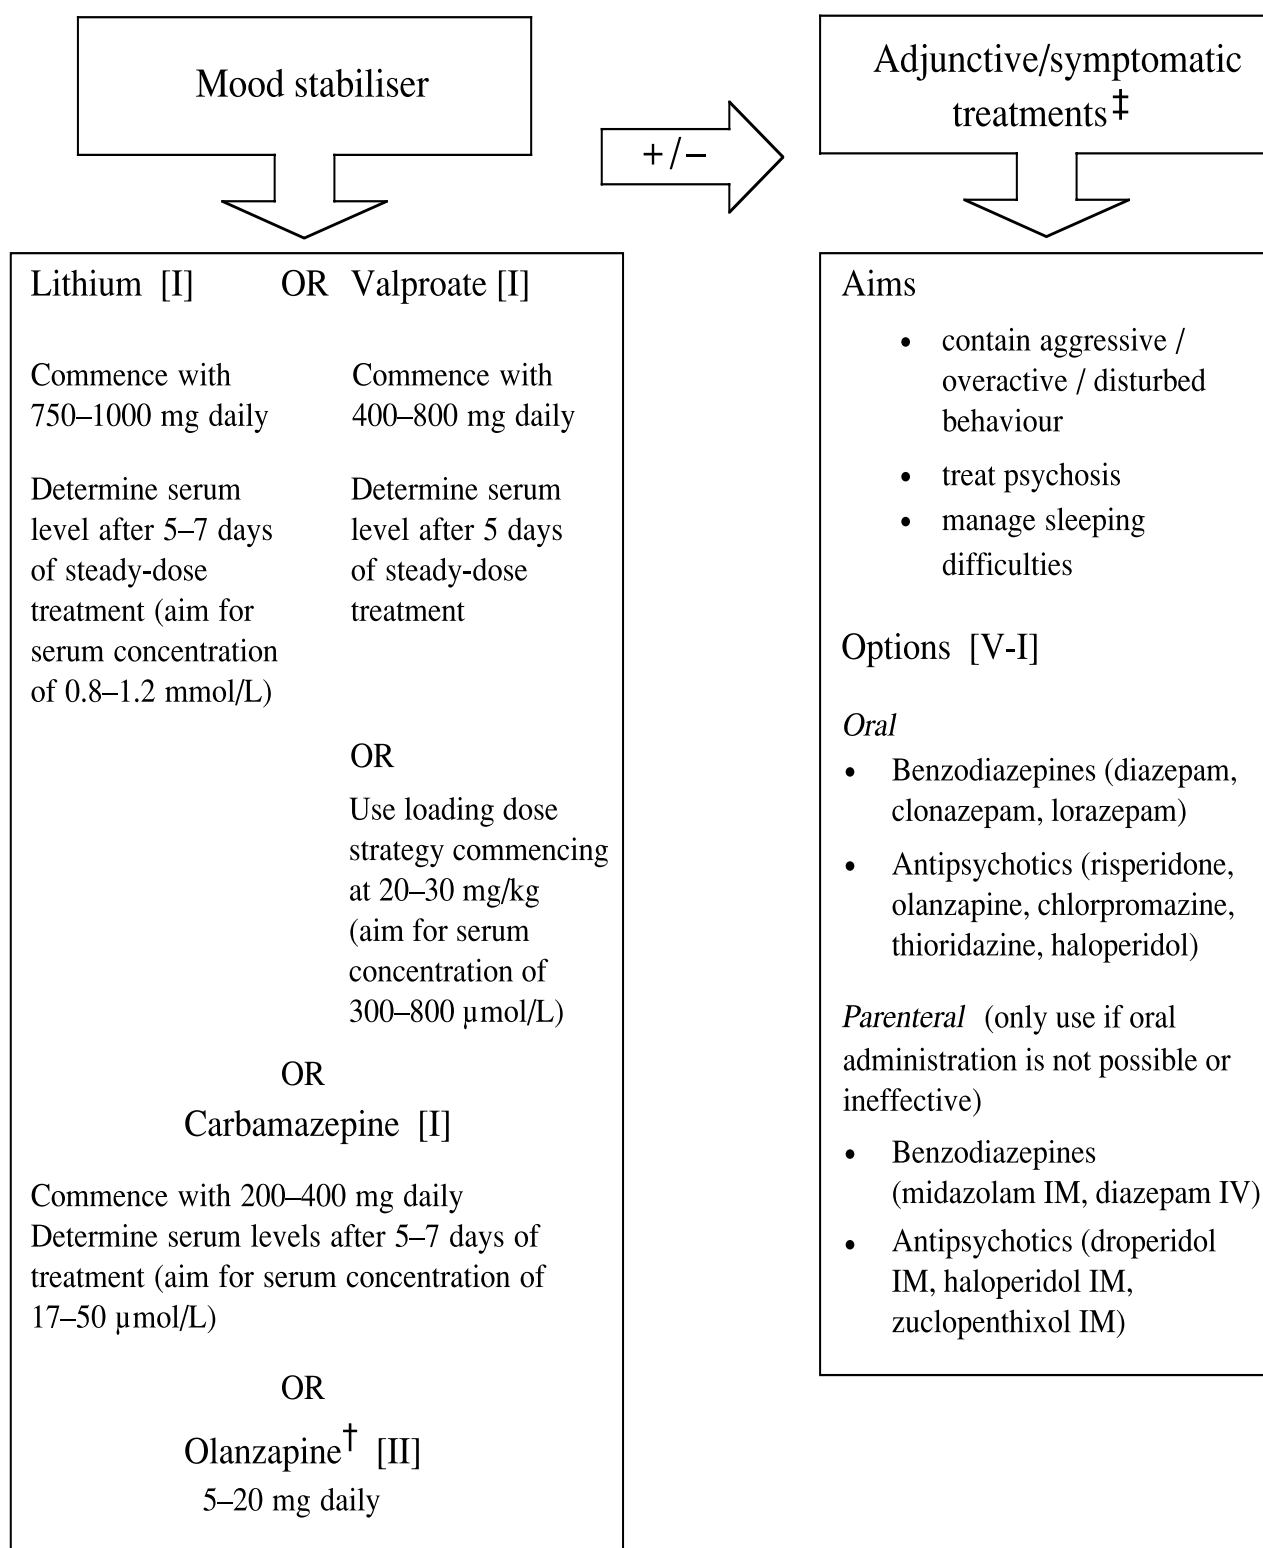 Mood stabiliser
+/−
Adjunctive/symptomatic
treatments‡
Lithium [I] OR Valproate [I]
Commence with
750–1000 mg daily
Determine serum
level after 5–7 days
of steady-dose
treatment (aim for
serum concentration
of 0.8–1.2 mmol/L)
Commence with
400–800 mg daily
Determine serum
level after 5 days
of steady-dose
treatment
OR
Use loading dose
strategy commencing
at 20–30 mg/kg
(aim for serum
concentration of
300–800 µmol/L)
OR
Carbamazepine [I]
Commence with 200–400 mg daily
Determine serum levels after 5–7 days of
treatment (aim for serum concentration of
17–50 µmol/L)
OR
Olanzapine† [II]
5–20 mg daily
Aims
• contain aggressive /
overactive / disturbed
behaviour
• treat psychosis
• manage sleeping
difficulties
Options [V-I]
Oral
• Benzodiazepines (diazepam,
clonazepam, lorazepam)
• Antipsychotics (risperidone,
olanzapine, chlorpromazine,
thioridazine, haloperidol)
Parenteral (only use if oral
administration is not possible or
ineffective)
• Benzodiazepines
(midazolam IM, diazepam IV)
• Antipsychotics (droperidol
IM, haloperidol IM,
zuclopenthixol IM)